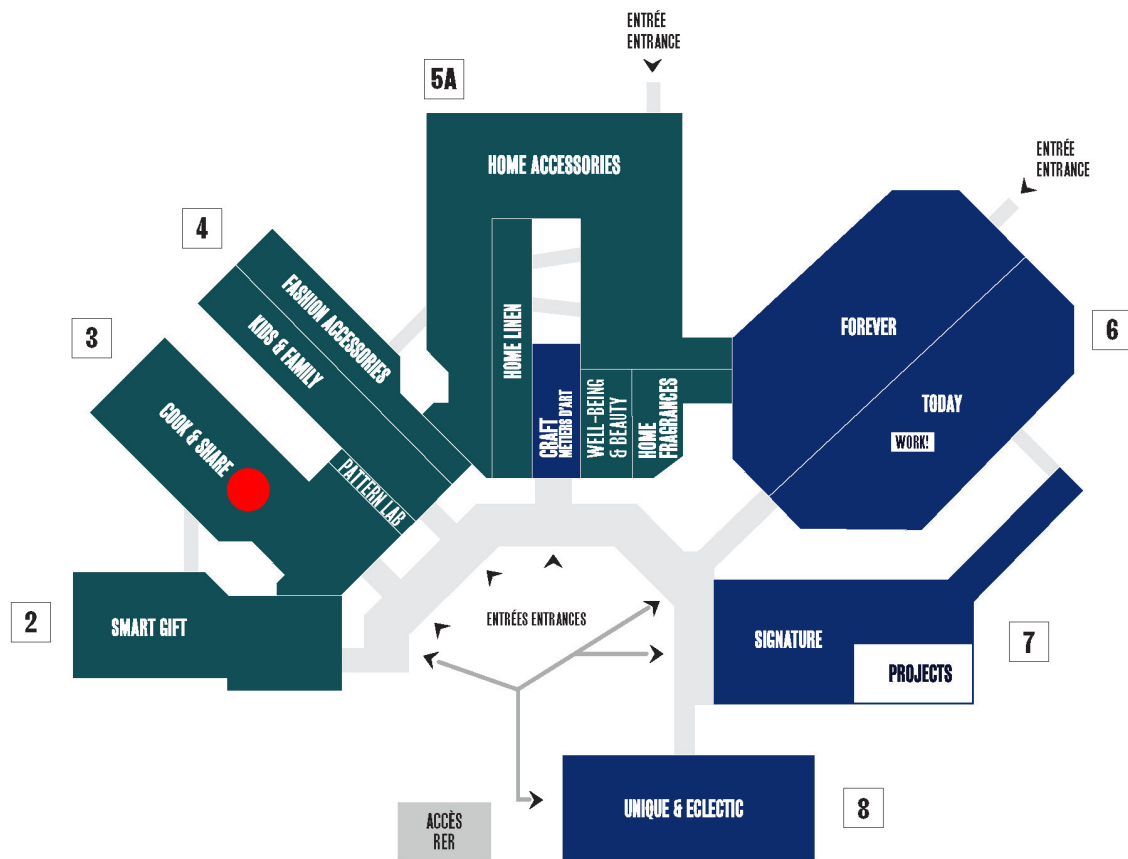 ENTRÉE
ENTRANCE
5A
HOME ACCESSORIES
ENTRÉE
ENTRANCE
4
FASHION ACCESSORIES
KIDS & FAMILY
3
COOK & SHARE
PATTERN LAB
HOME LINEN
CRAFT
METIERS D'ART
WELL-BEING
& BEAUTY
HOME
FRAGRANCES
FOREVER
6
TODAY
WORK!
2
SMART GIFT
ENTRÉES ENTRANCES
SIGNATURE
PROJECTS
7
UNIQUE & ECLECTIC
8
ACCÈS
RER